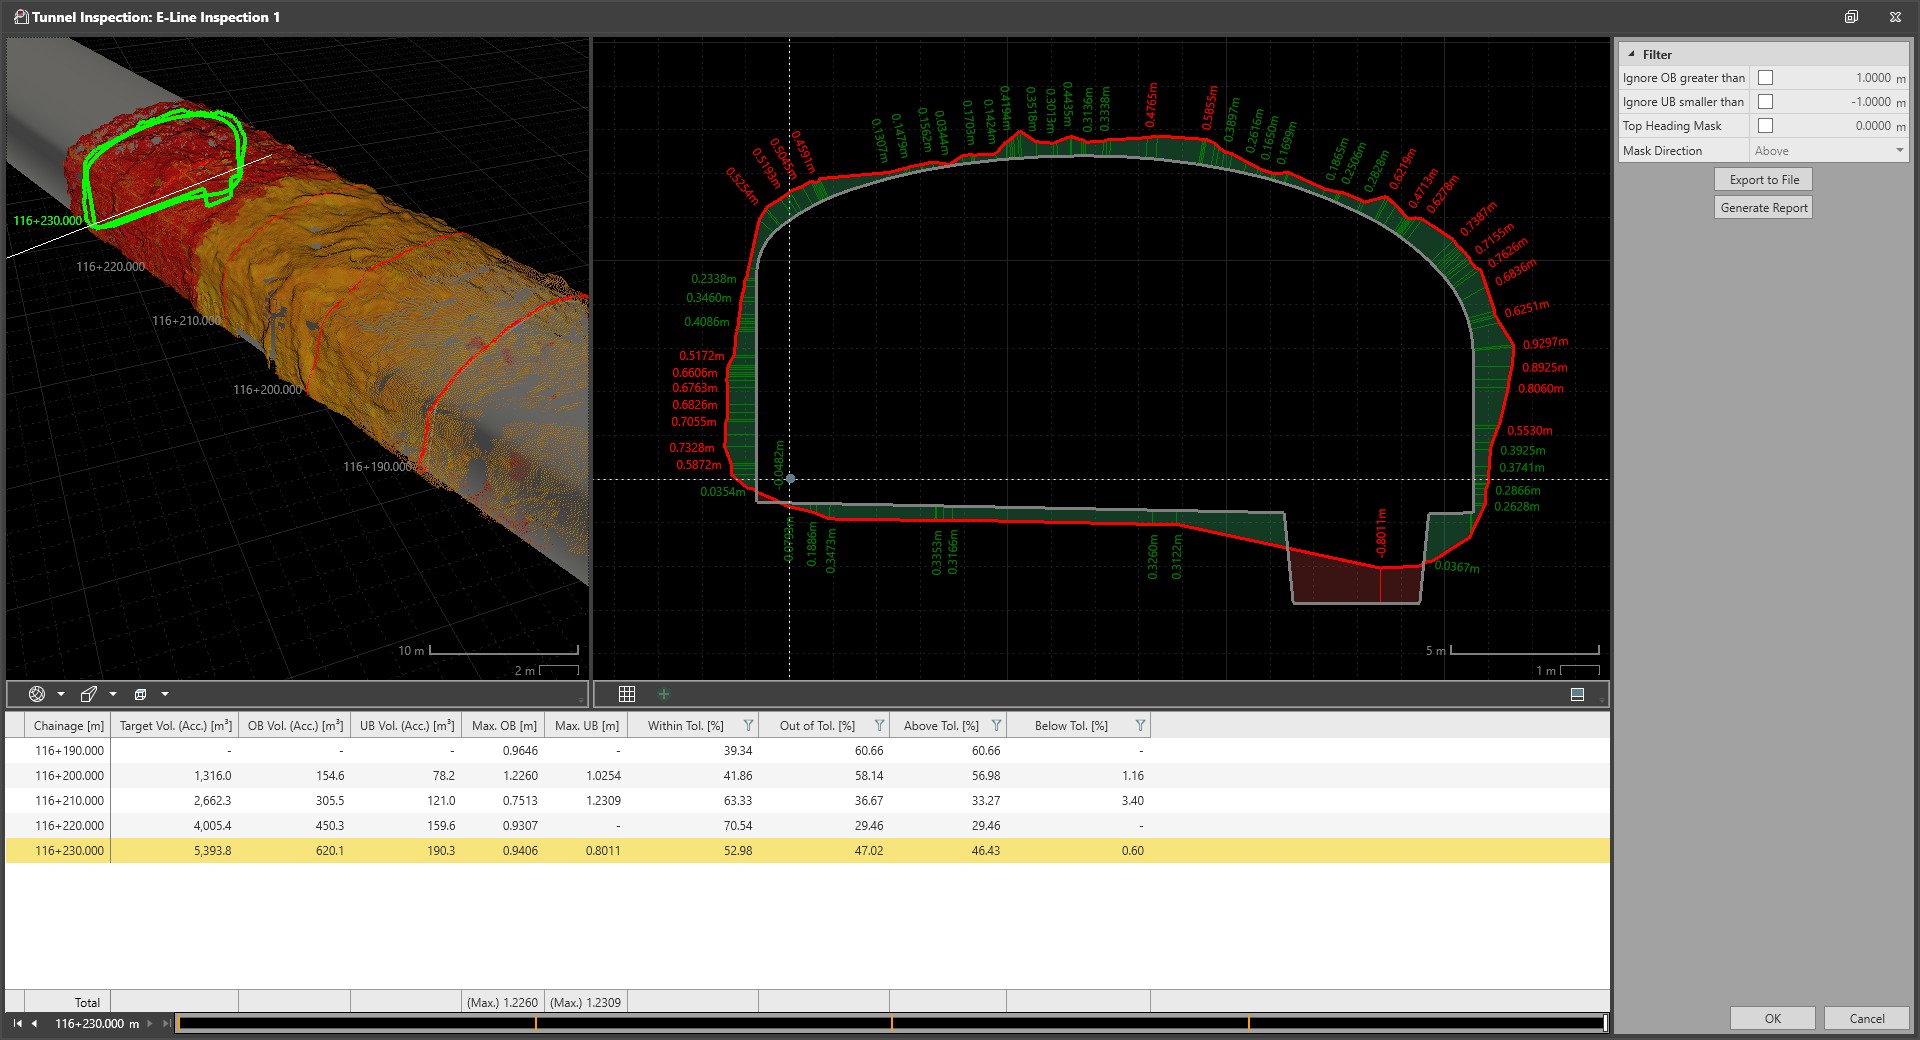 Tunnel Inspection: E-Line Inspection 1
116+230.000
116+220.000
116+210.000
116+200.000
116+190.000
10 m
2 m
0.5254m
0.5193m
0.5045m
0.4591m
0.1307m
0.1479m
0.1562m
0.0344m
0.1703m
0.1424m
0.4194m
0.3518m
0.3013m
0.4435m
0.3136m
0.3338m
0.4765m
0.5855m
0.3897m
0.2616m
0.1650m
0.1699m
0.1865m
0.2506m
0.2828m
0.6219m
0.4713m
0.6278m
0.7387m
0.7155m
0.7626m
0.6836m
0.6251m
0.9297m
0.8925m
0.8060m
0.5530m
0.3925m
0.3741m
0.2866m
0.2628m
0.2338m
0.3460m
0.4086m
0.5172m
0.6606m
0.6763m
0.6826m
0.7055m
0.7328m
0.5872m
0.0354m
-0.0482m
0.1886m
0.3473m
0.3353m
0.3166m
0.3260m
0.3122m
-0.8011m
0.0367m
5 m
1 m
Filter
Ignore OB greater than 1.0000 m
Ignore UB smaller than -1.0000 m
Top Heading Mask 0.0000 m
Mask Direction Above
Export to File
Generate Report
Chainage [m] Target Vol. (Acc.) [m³] OB Vol. (Acc.) [m³] UB Vol. (Acc.) [m³] Max. OB [m] Max. UB [m] Within Tol. [%] Out of Tol. [%] Above Tol. [%] Below Tol. [%]
116+190.000 - - - 0.9646 - 39.34 60.66 60.66 -
116+200.000 1,316.0 154.6 78.2 1.2260 1.0254 41.86 58.14 56.98 1.16
116+210.000 2,662.3 305.5 121.0 0.7513 1.2309 63.33 36.67 33.27 3.40
116+220.000 4,005.4 450.3 159.6 0.9307 - 70.54 29.46 29.46 -
116+230.000 5,393.8 620.1 190.3 0.9406 0.8011 52.98 47.02 46.43 0.60
Total (Max.) 1.2260 (Max.) 1.2309
116+230.000 m
OK
Cancel